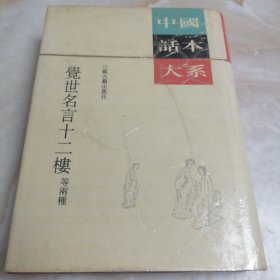 中國
話本
大系
江蘇古籍出版社
覺世名言十二樓等兩種